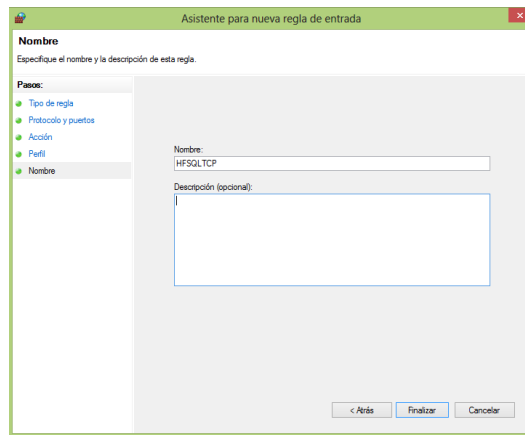 Asistente para nueva regla de entrada
Nombre
Especifique el nombre y la descripción de esta regla.
Pasos:
Tipo de regla
Protocolo y puertos
Acción
Perfil
Nombre
Nombre:
HFSQLTCP
Descripción (opcional):
< Atrás
Finalizar
Cancelar